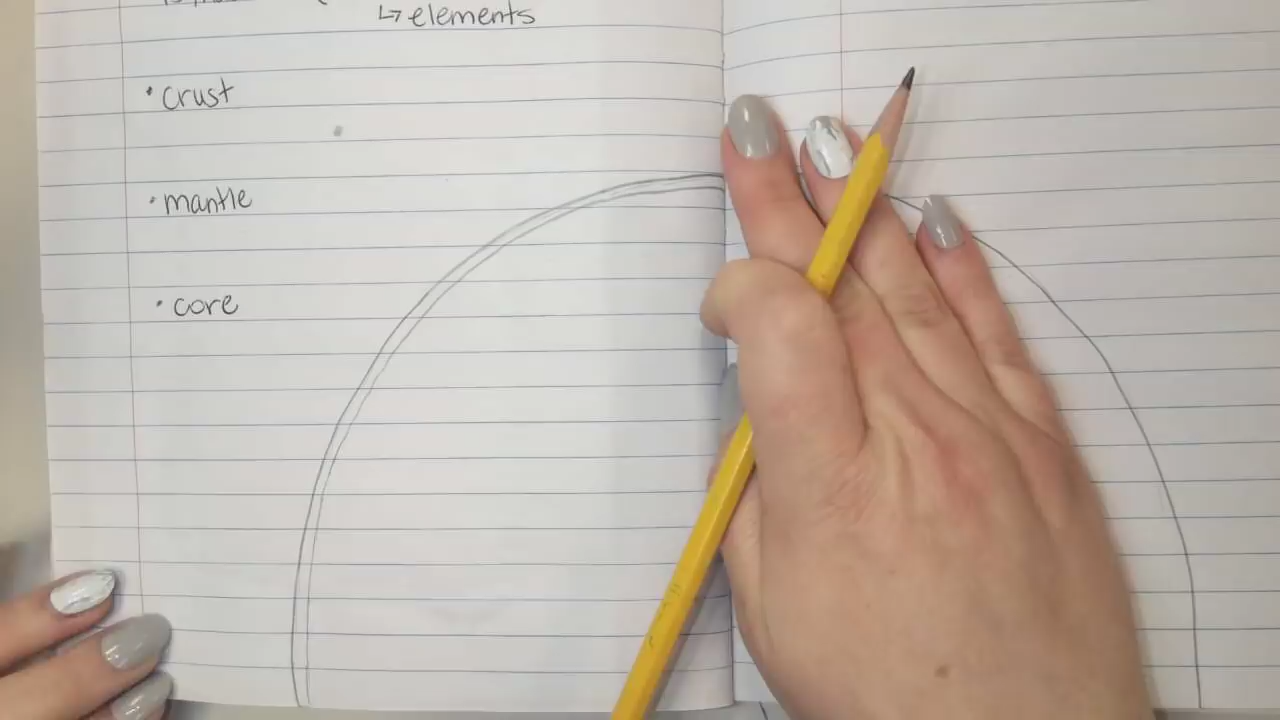 ↳ elements
• crust
• mantle
• core